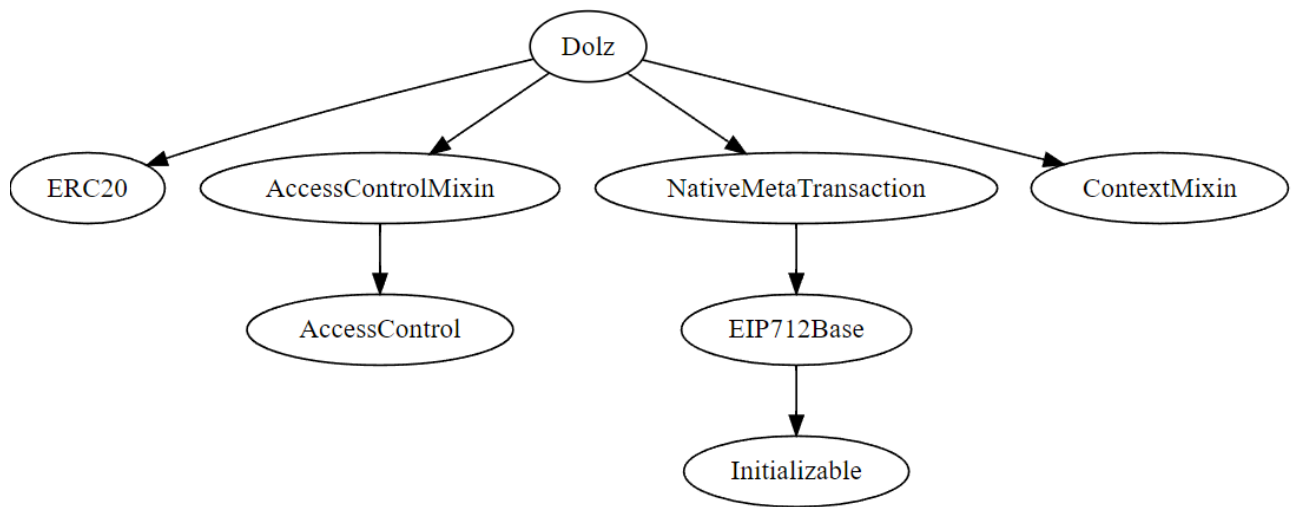 Dolz
ERC20
AccessControlMixin
NativeMetaTransaction
ContextMixin
AccessControl
EIP712Base
Initializable